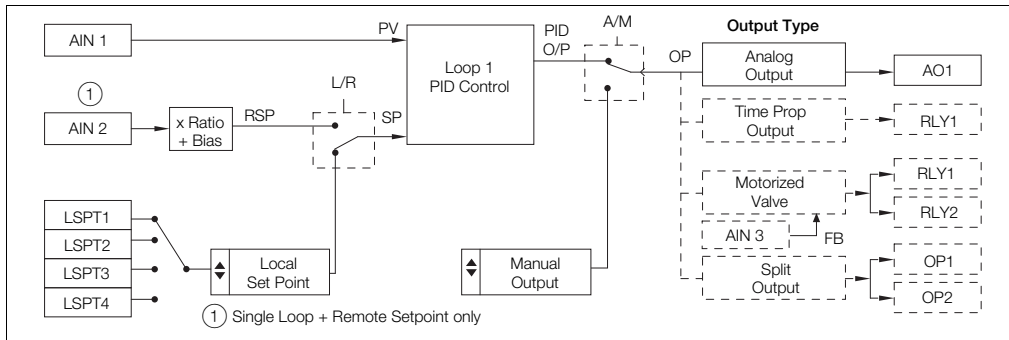 AIN 1
PV
Loop 1
PID Control
PID
O/P
A/M
OP
Output Type
Analog
Output
AO1
1
AIN 2
x Ratio
+ Bias
RSP
L/R
SP
Time Prop
Output
RLY1
Motorized
Valve
RLY1
RLY2
AIN 3
FB
LSPT1
LSPT2
LSPT3
LSPT4
Local
Set Point
Manual
Output
Split
Output
OP1
OP2
1 Single Loop + Remote Setpoint only